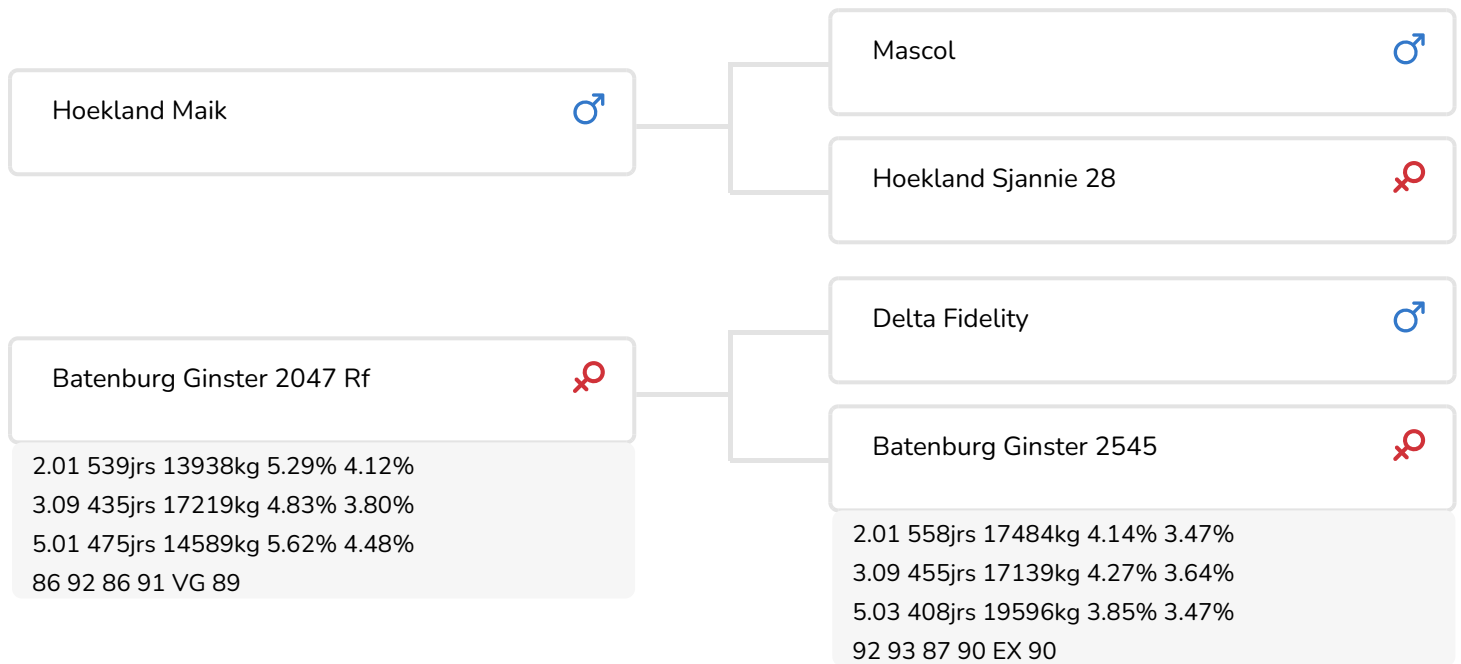 Hoekland Maik
Mascol
Hoekland Sjannie 28
Batenburg Ginster 2047 Rf
2.01 539jrs 13938kg 5.29% 4.12%
3.09 435jrs 17219kg 4.83% 3.80%
5.01 475jrs 14589kg 5.62% 4.48%
86 92 86 91 VG 89
Delta Fidelity
Batenburg Ginster 2545
2.01 558jrs 17484kg 4.14% 3.47%
3.09 455jrs 17139kg 4.27% 3.64%
5.03 408jrs 19596kg 3.85% 3.47%
92 93 87 90 EX 90